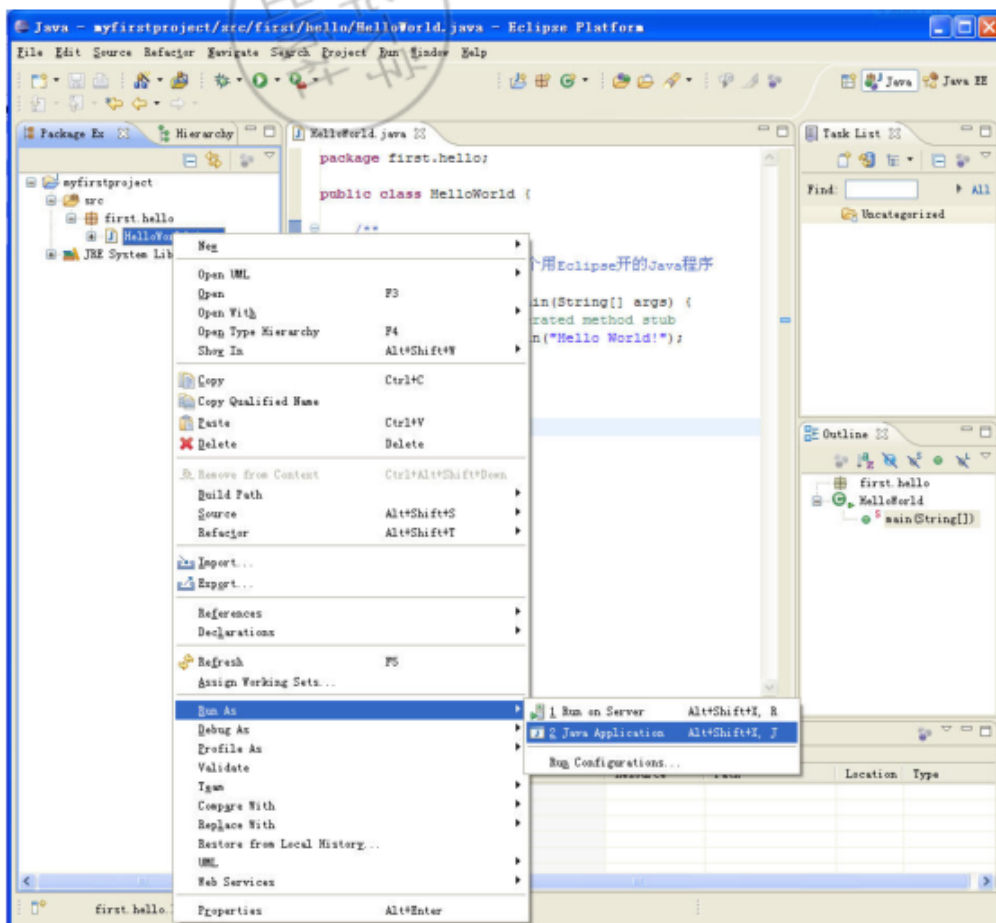 Java - myfirstproject/src/first/hello/HelloWorld.java - Eclipse Platform
File Edit Source Refactor Navigate Search Project Run Window Help
Java Java EE
Package Ex Hierarchy
myfirstproject
src
first.hello
JRE System Lib
HelloWorld.java
package first.hello;
public class HelloWorld {
/**
个用Eclipse开的Java程序
in(String[] args) {
rated method stub
n("Hello World!");
Task List
Find: All
Uncategorized
Outline
first.hello
HelloWorld
main(String[])
New
Open UML
Open F3
Open With
Open Type Hierarchy F4
Show In Alt+Shift+W
Copy Ctrl+C
Copy Qualified Name
Paste Ctrl+V
Delete Delete
Remove from Context Ctrl+Alt+Shift+Down
Build Path
Source Alt+Shift+S
Refactor Alt+Shift+T
Import...
Export...
References
Declarations
Refresh F5
Assign Working Sets...
Run As
Debug As
Profile As
Validate
Team
Compare With
Replace With
Restore from Local History...
UML
Web Services
Properties Alt+Enter
1 Run on Server Alt+Shift+X, R
2 Java Application Alt+Shift+X, J
Run Configurations...
Location Type
first.hello.